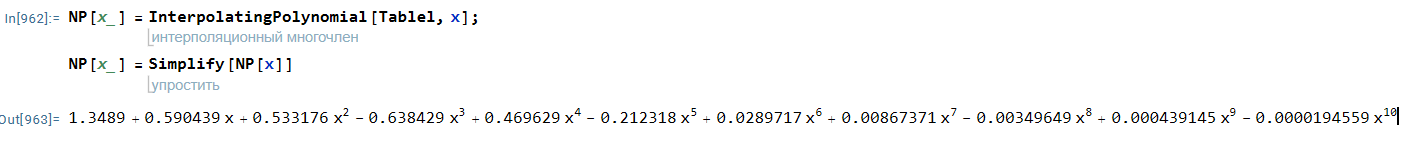 In[962]:= NP[x_] = InterpolatingPolynomial[Tablel, x];
интерполяционный многочлен
NP[x_] = Simplify[NP[x]]
упростить
Out[963]= 1.3489 + 0.590439 x + 0.533176 x² − 0.638429 x³ + 0.469629 x⁴ − 0.212318 x⁵ + 0.0289717 x⁶ + 0.00867371 x⁷ − 0.00349649 x⁸ + 0.000439145 x⁹ − 0.0000194559 x¹⁰